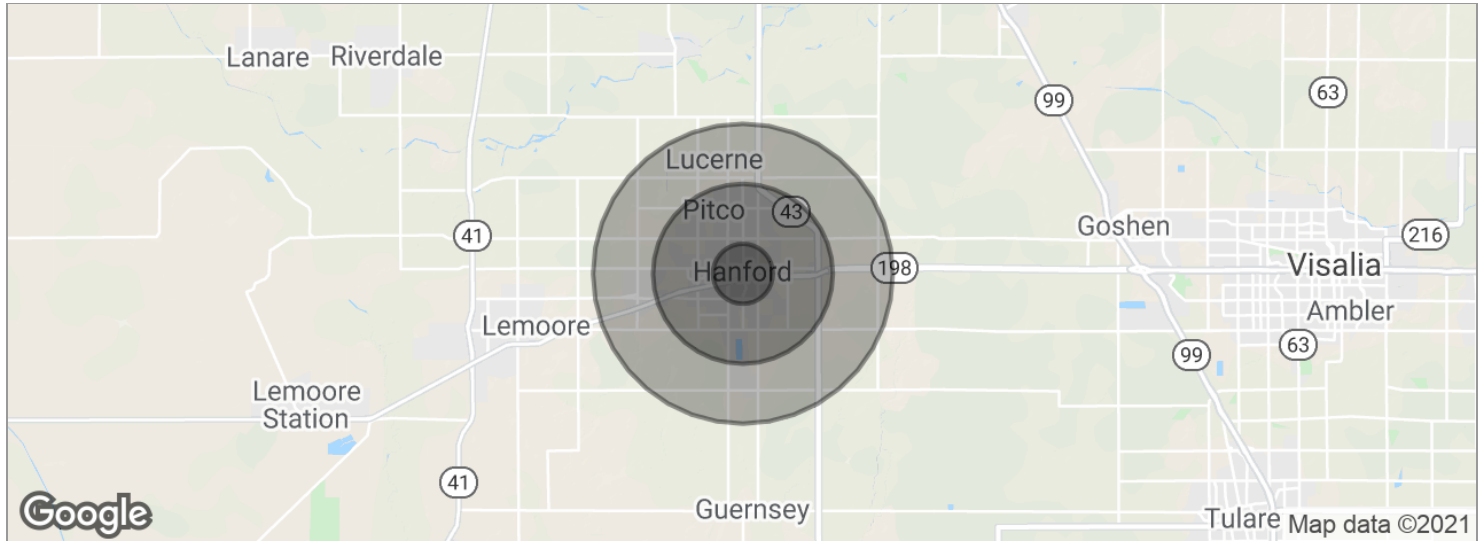 Lanare
Riverdale
99
63
Lucerne
Pitco
43
41
Goshen
216
198
Hanford
Visalia
Lemoore
Ambler
99
63
Lemoore
Station
41
Guernsey
Google
Tulare
Map data ©2021